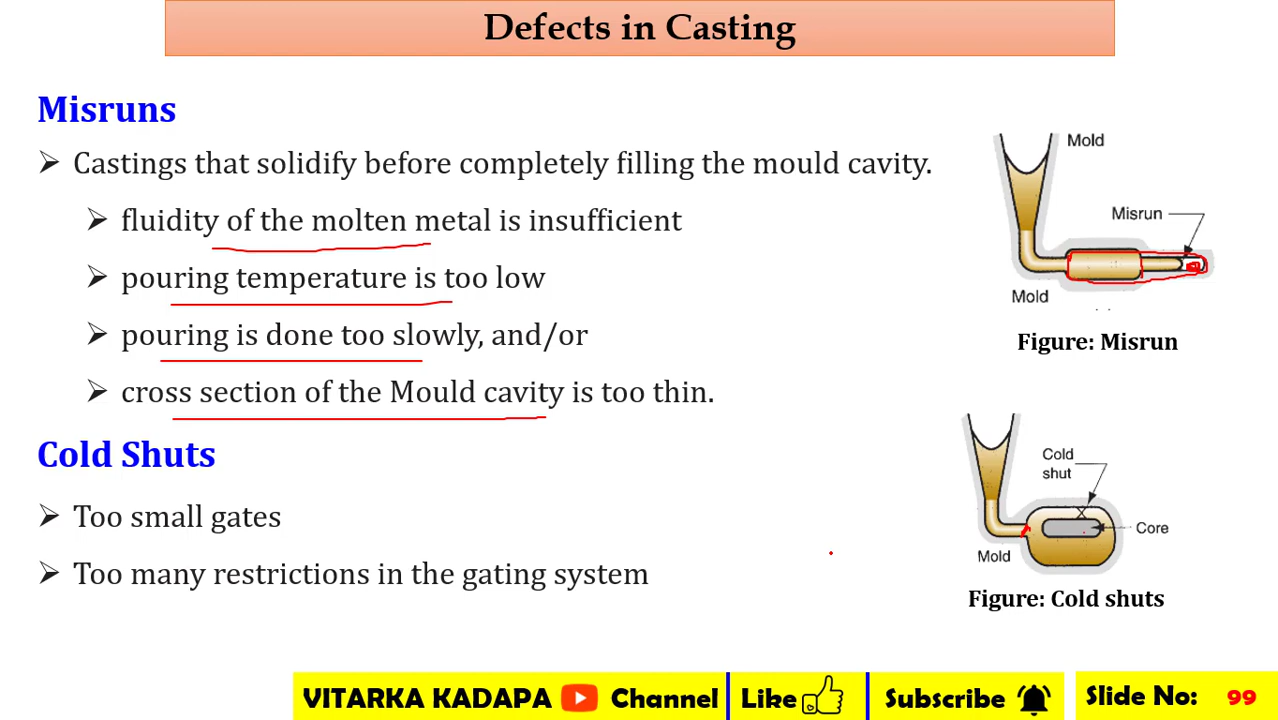 Defects in Casting
Misruns
Castings that solidify before completely filling the mould cavity.
fluidity of the molten metal is insufficient
pouring temperature is too low
pouring is done too slowly, and/or
cross section of the Mould cavity is too thin.
Mold
Misrun
Mold
Figure: Misrun
Cold Shuts
Too small gates
Too many restrictions in the gating system
Cold
shut
Core
Mold
Figure: Cold shuts
VITARKA KADAPA Channel Like Subscribe Slide No: 99